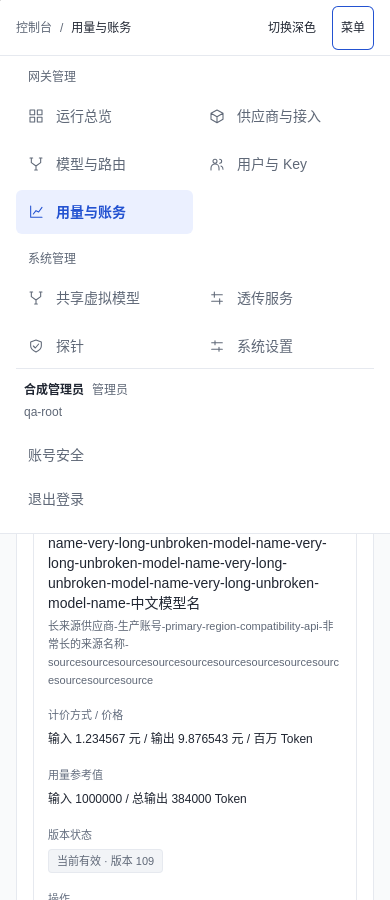 控制台 / 用量与账务 切换深色 菜单
网关管理
运行总览 供应商与接入
模型与路由 用户与 Key
用量与账务
系统管理
共享虚拟模型 透传服务
探针 系统设置
合成管理员 管理员
qa-root
账号安全
退出登录
name-very-long-unbroken-model-name-very-
long-unbroken-model-name-very-long-
unbroken-model-name-very-long-unbroken-
model-name-中文模型名
长来源供应商-生产账号-primary-region-compatibility-api-非
常长的来源名称-
sourcesourcesourcesourcesourcesourcesourcesourcesourc
esourcesourcesource
计价方式 / 价格
输入 1.234567 元 / 输出 9.876543 元 / 百万 Token
用量参考值
输入 1000000 / 总输出 384000 Token
版本状态
当前有效 · 版本 109
操作